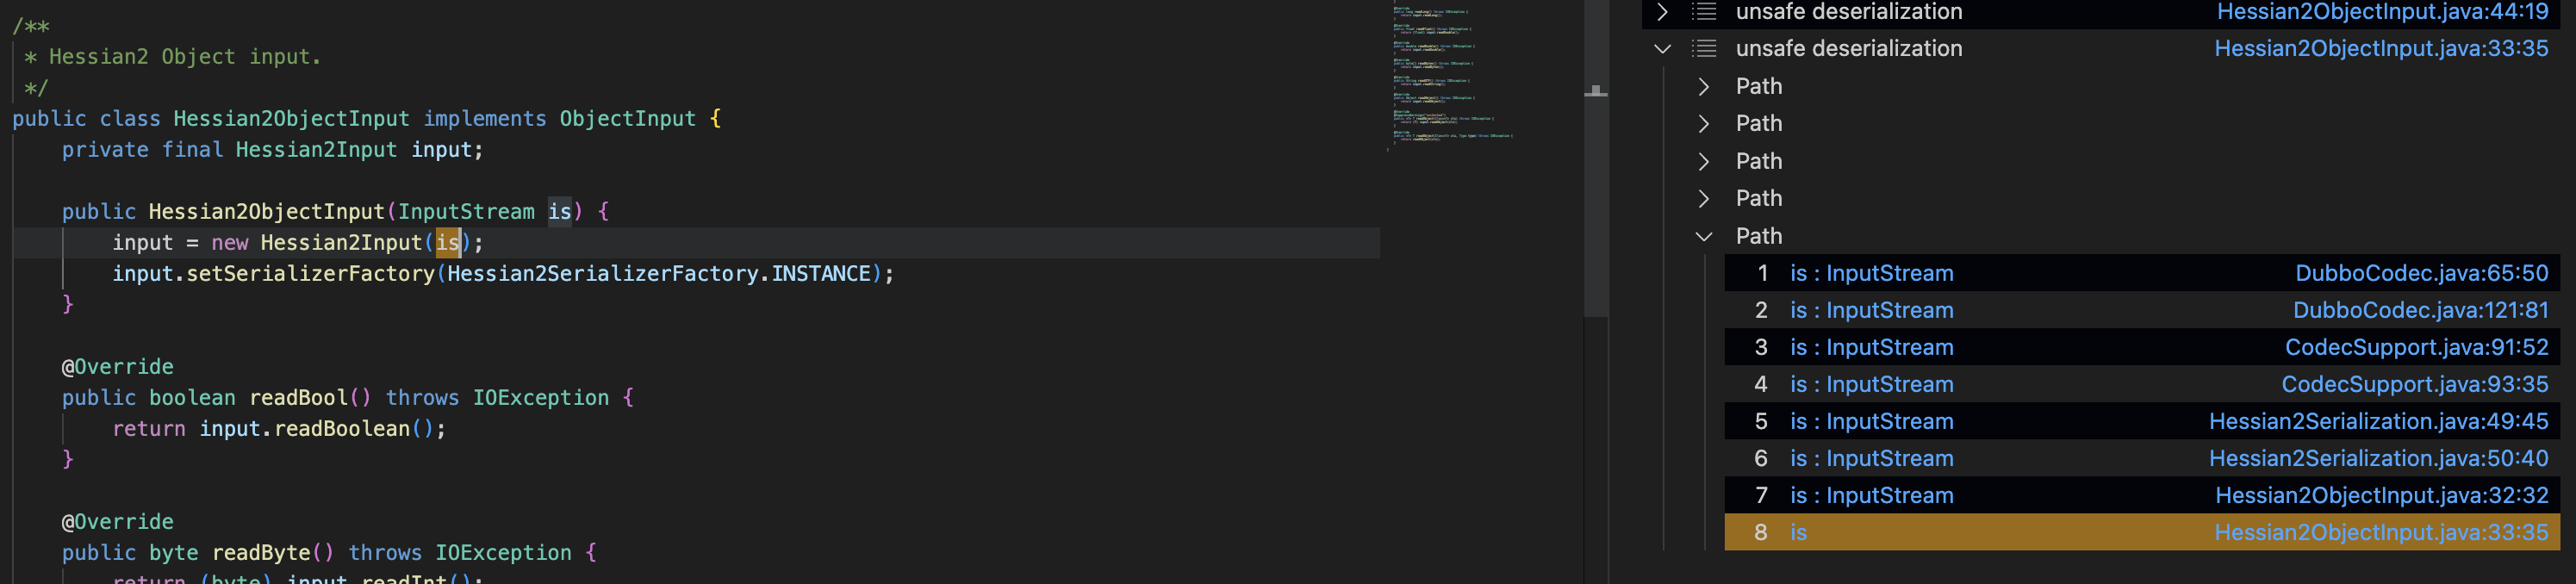 /**
* Hessian2 Object input.
*/
public class Hessian2ObjectInput implements ObjectInput {
private final Hessian2Input input;
public Hessian2ObjectInput(InputStream is) {
input = new Hessian2Input(is);
input.setSerializerFactory(Hessian2SerializerFactory.INSTANCE);
}
@Override
public boolean readBool() throws IOException {
return input.readBoolean();
}
@Override
public byte readByte() throws IOException {
return (byte) input.readInt();
unsafe deserialization Hessian2ObjectInput.java:44:19
unsafe deserialization Hessian2ObjectInput.java:33:35
Path
Path
Path
Path
Path
1 is : InputStream DubboCodec.java:65:50
2 is : InputStream DubboCodec.java:121:81
3 is : InputStream CodecSupport.java:91:52
4 is : InputStream CodecSupport.java:93:35
5 is : InputStream Hessian2Serialization.java:49:45
6 is : InputStream Hessian2Serialization.java:50:40
7 is : InputStream Hessian2ObjectInput.java:32:32
8 is Hessian2ObjectInput.java:33:35